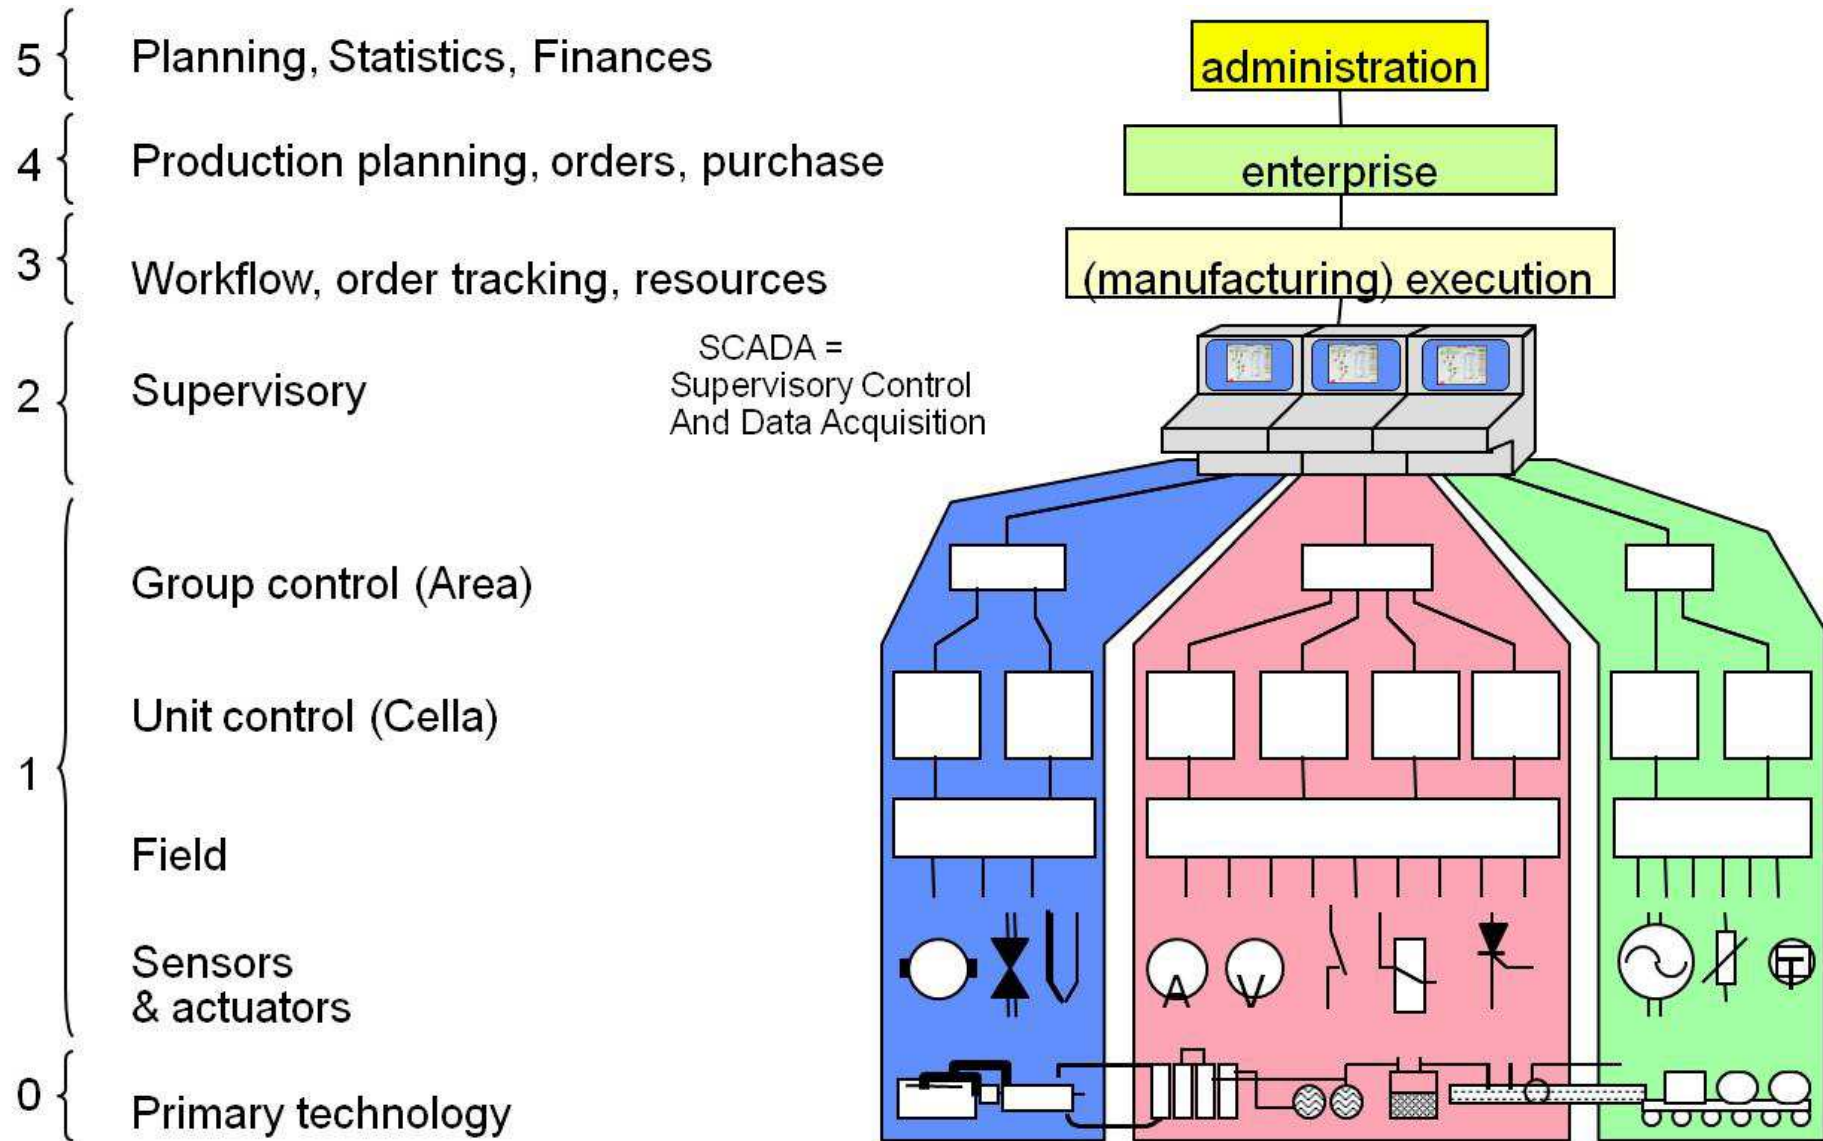 5
Planning, Statistics, Finances
administration
4
Production planning, orders, purchase
enterprise
3
Workflow, order tracking, resources
(manufacturing) execution
2
Supervisory
SCADA =
Supervisory Control
And Data Acquisition
1
Group control (Area)
Unit control (Cella)
Field
Sensors
& actuators
A
V
T
0
Primary technology